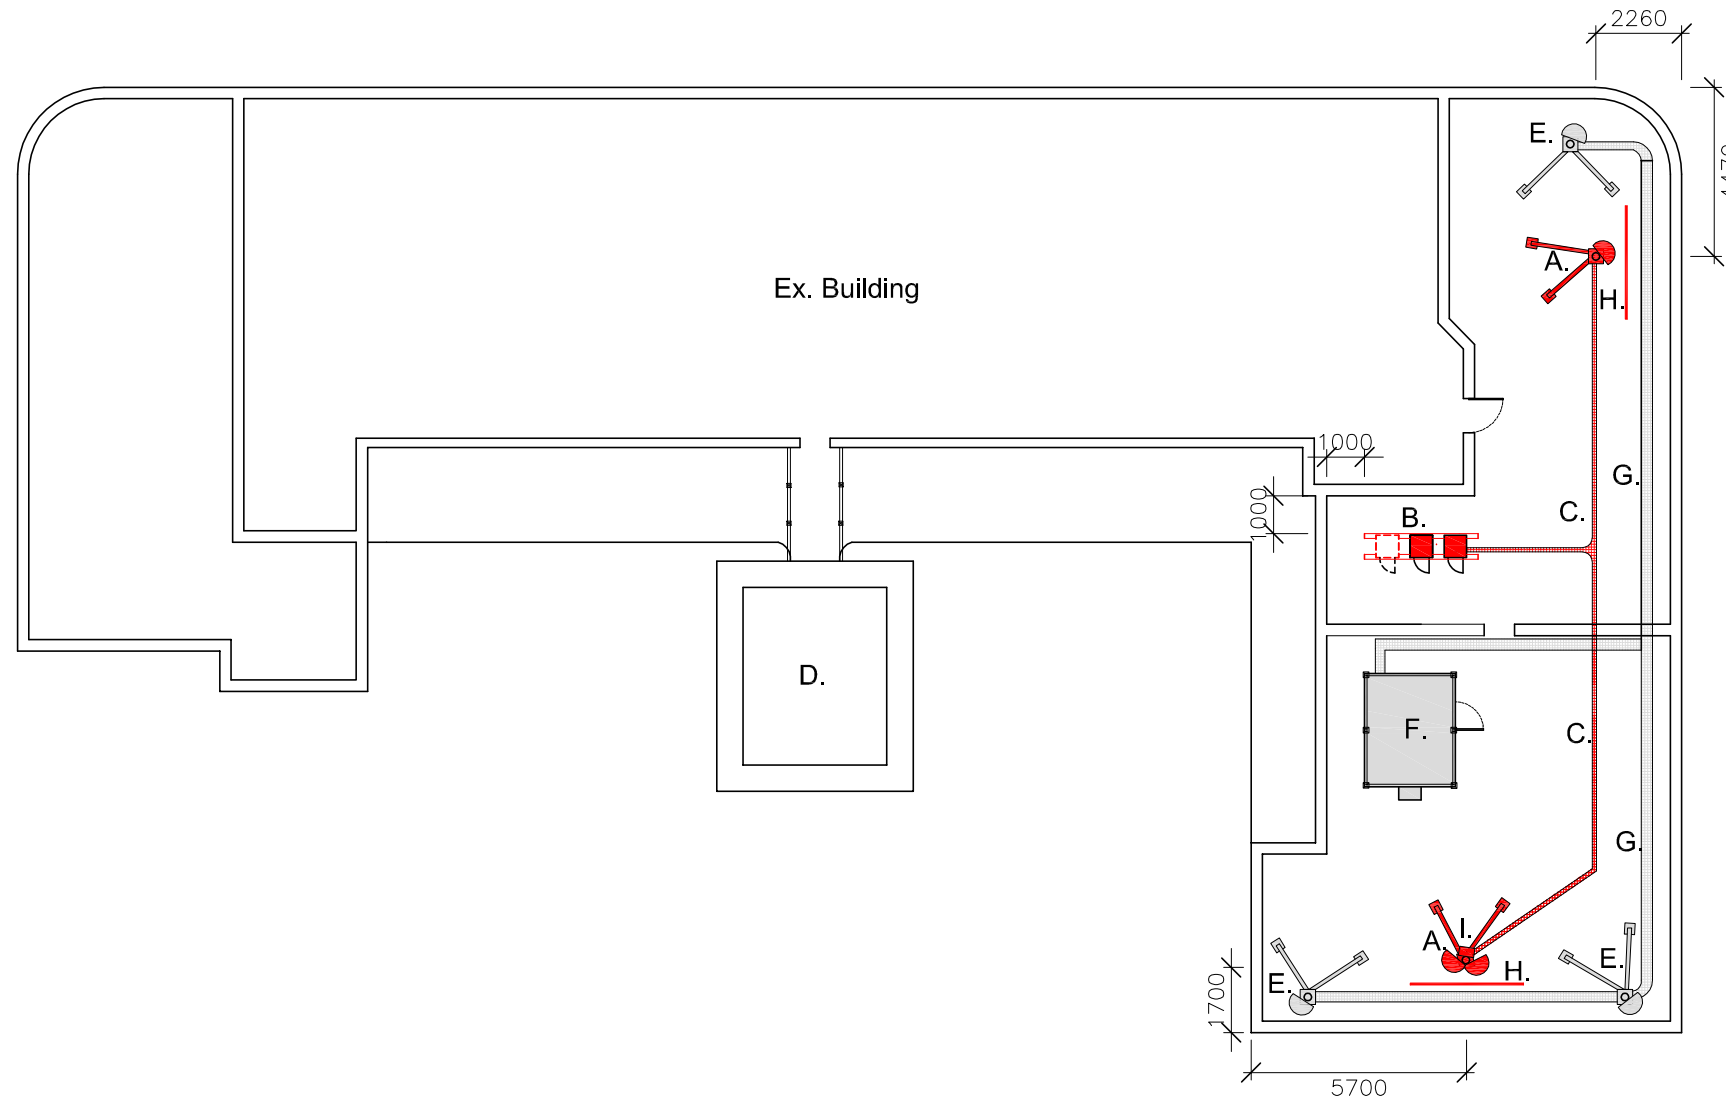 2260
E.
A.
H.
Ex. Building
1000
G.
1000
C.
B.
D.
F.
C.
G.
I.
A.
E.
H.
E.
1700
5700